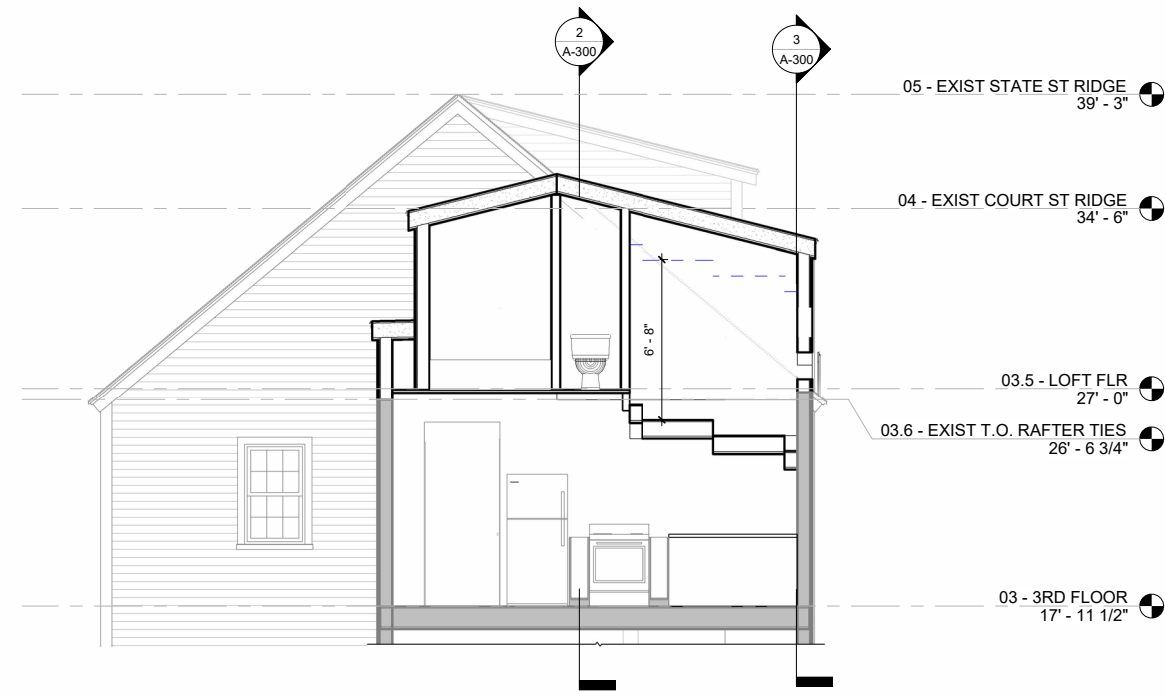 2
A-300
3
A-300
05 - EXIST STATE ST RIDGE
39' - 3"
04 - EXIST COURT ST RIDGE
34' - 6"
6' - 8"
03.5 - LOFT FLR
27' - 0"
03.6 - EXIST T.O. RAFTER TIES
26' - 6 3/4"
03 - 3RD FLOOR
17' - 11 1/2"